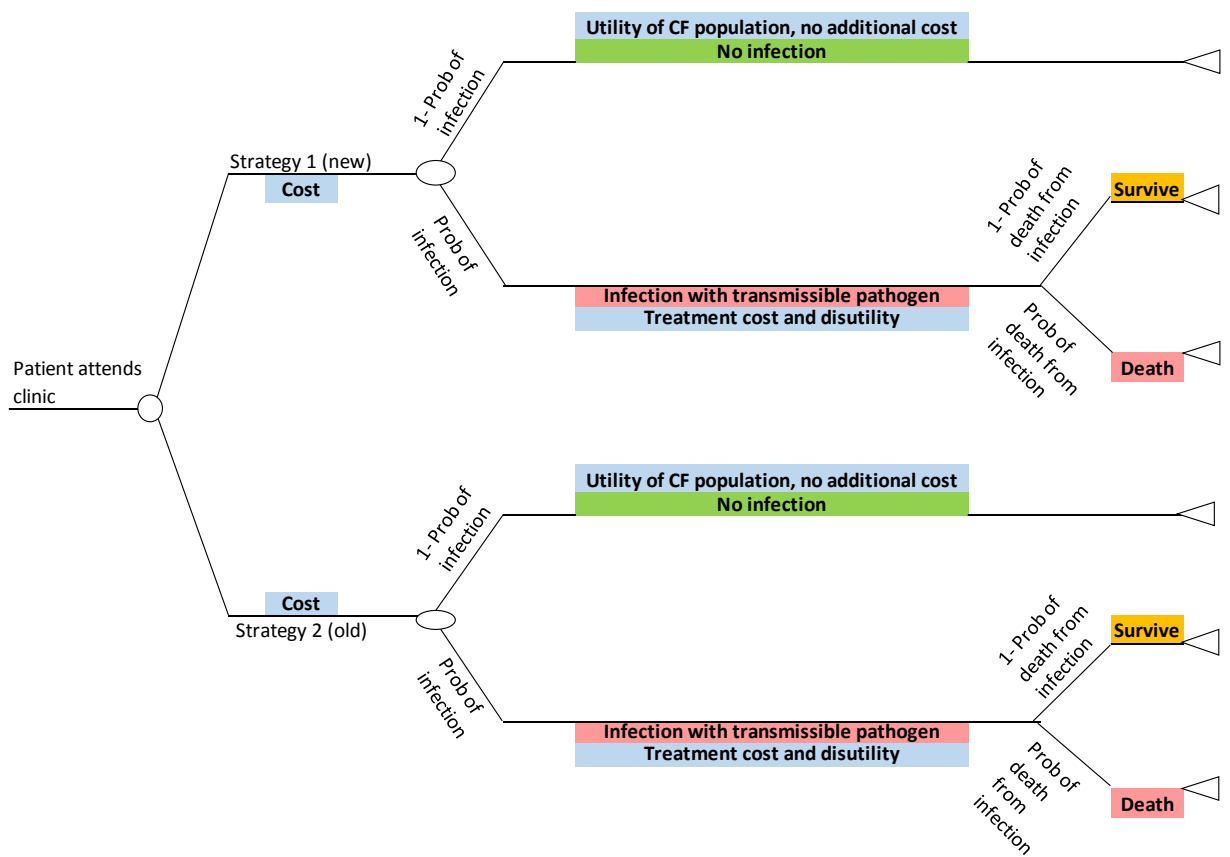 Utility of CF population, no additional cost
No infection
1- Prob of
infection
Strategy 1 (new)
Cost
Prob of
infection
1- Prob of
death from
infection
Survive
Infection with transmissible pathogen
Treatment cost and disutility
Prob of
death from
infection
Death
Patient attends
clinic
Utility of CF population, no additional cost
No infection
1- Prob of
infection
Cost
Strategy 2 (old)
Prob of
infection
1- Prob of
death from
infection
Survive
Infection with transmissible pathogen
Treatment cost and disutility
Prob of
death
from
infection
Death